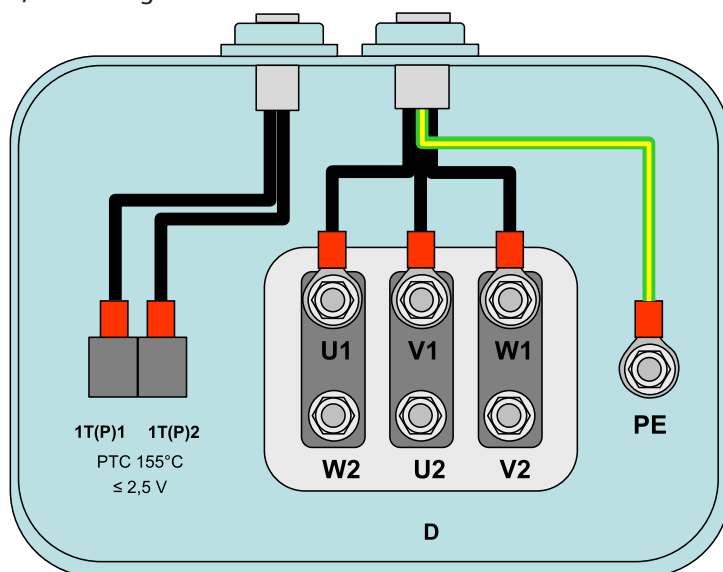 U1 V1 W1
W2 U2 V2
PE
1T(P)1 1T(P)2
PTC 155°C
≤ 2,5 V
D